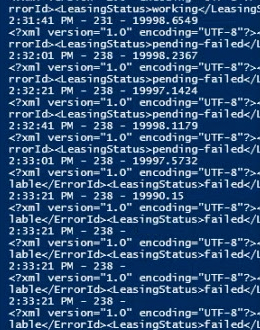 rrorId><LeasingStatus>working</Leasings
2:31:41 PM - 231 - 19998.6549
<?xml version="1.0" encoding="UTF-8"?>
rrorId><LeasingStatus>pending-failed</L
2:32:01 PM - 238 - 19998.2367
<?xml version="1.0" encoding="UTF-8"?><
rrorId><LeasingStatus>pending-failed</L
2:32:21 PM - 238 - 19997.1424
<?xml version="1.0" encoding="UTF-8"?><
rrorId><LeasingStatus>pending-failed</L
2:32:41 PM - 238 - 19998.1179
<?xml version="1.0" encoding="UTF-8"?><
rrorId><LeasingStatus>pending-failed</L
2:33:01 PM - 238 - 19997.5732
<?xml version="1.0" encoding="UTF-8"?><
lable</ErrorId><LeasingStatus>failed</L
2:33:21 PM - 238 - 19990.15
<?xml version="1.0" encoding="UTF-8"?><
lable</ErrorId><LeasingStatus>failed</L
2:33:21 PM - 238 -
<?xml version="1.0" encoding="UTF-8"?><
lable</ErrorId><LeasingStatus>failed</L
2:33:21 PM - 238 -
<?xml version="1.0" encoding="UTF-8"?><
lable</ErrorId><LeasingStatus>failed</L
2:33:21 PM - 238 -
<?xml version="1.0" encoding="UTF-8"?><
lable</ErrorId><LeasingStatus>failed</L